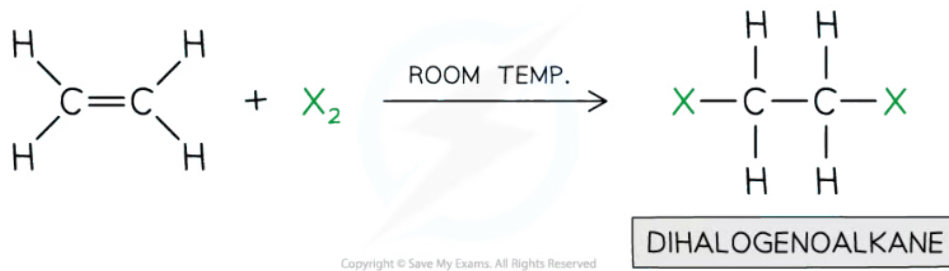 H H H H
C=C + X₂ ROOM TEMP. X—C—C—X
H H H H
DIHALOGENOALKANE
Copyright © Save My Exams. All Rights Reserved